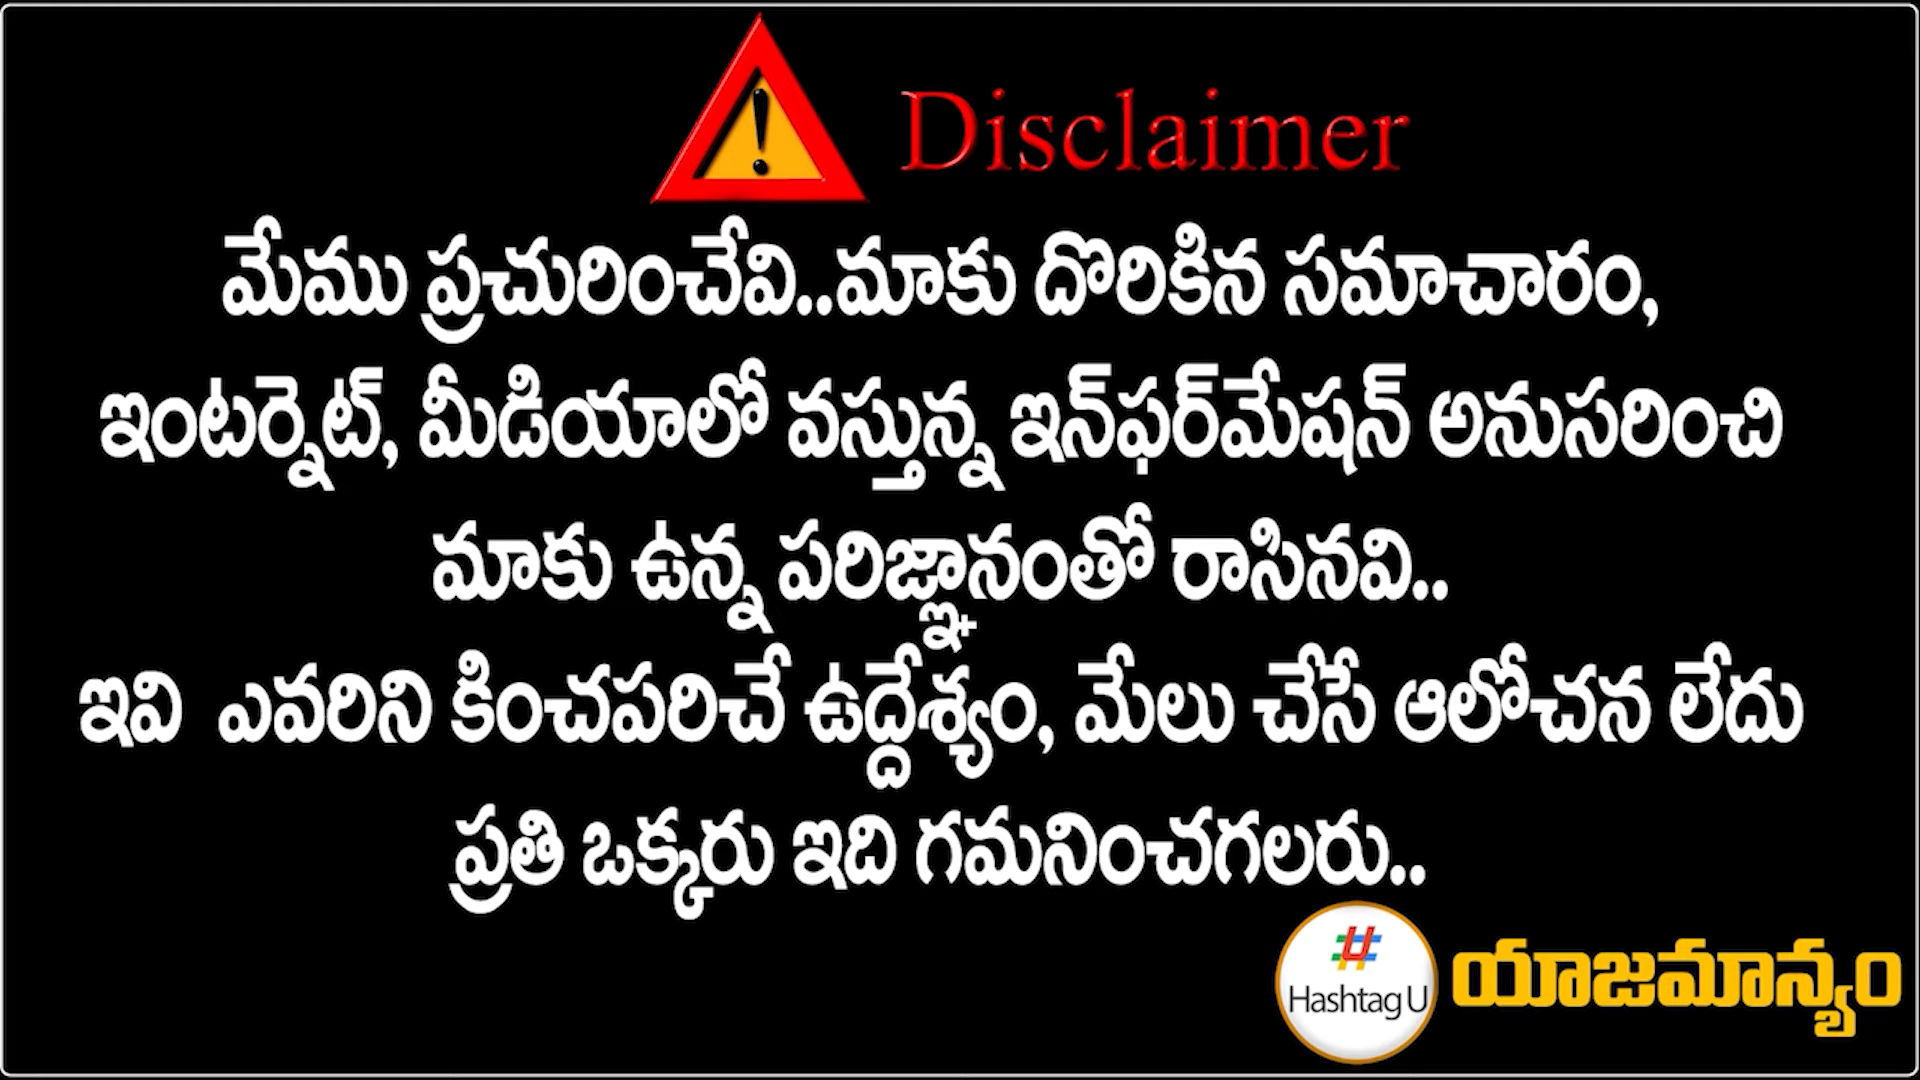 Disclaimer
మేము ప్రచురించేవి..మాకు దొరికిన సమాచారం,
ఇంటర్నెట్, మీడియాలో వస్తున్న ఇన్‌ఫర్‌మేషన్ అనుసరించి
మాకు ఉన్న పరిజ్ఞానంతో రాసినవి..
ఇవి ఎవరిని కించపరిచే ఉద్దేశ్యం, మేలు చేసే ఆలోచన లేదు
ప్రతి ఒక్కరు ఇది గమనించగలరు..
Hashtag U
యాజమాన్యం